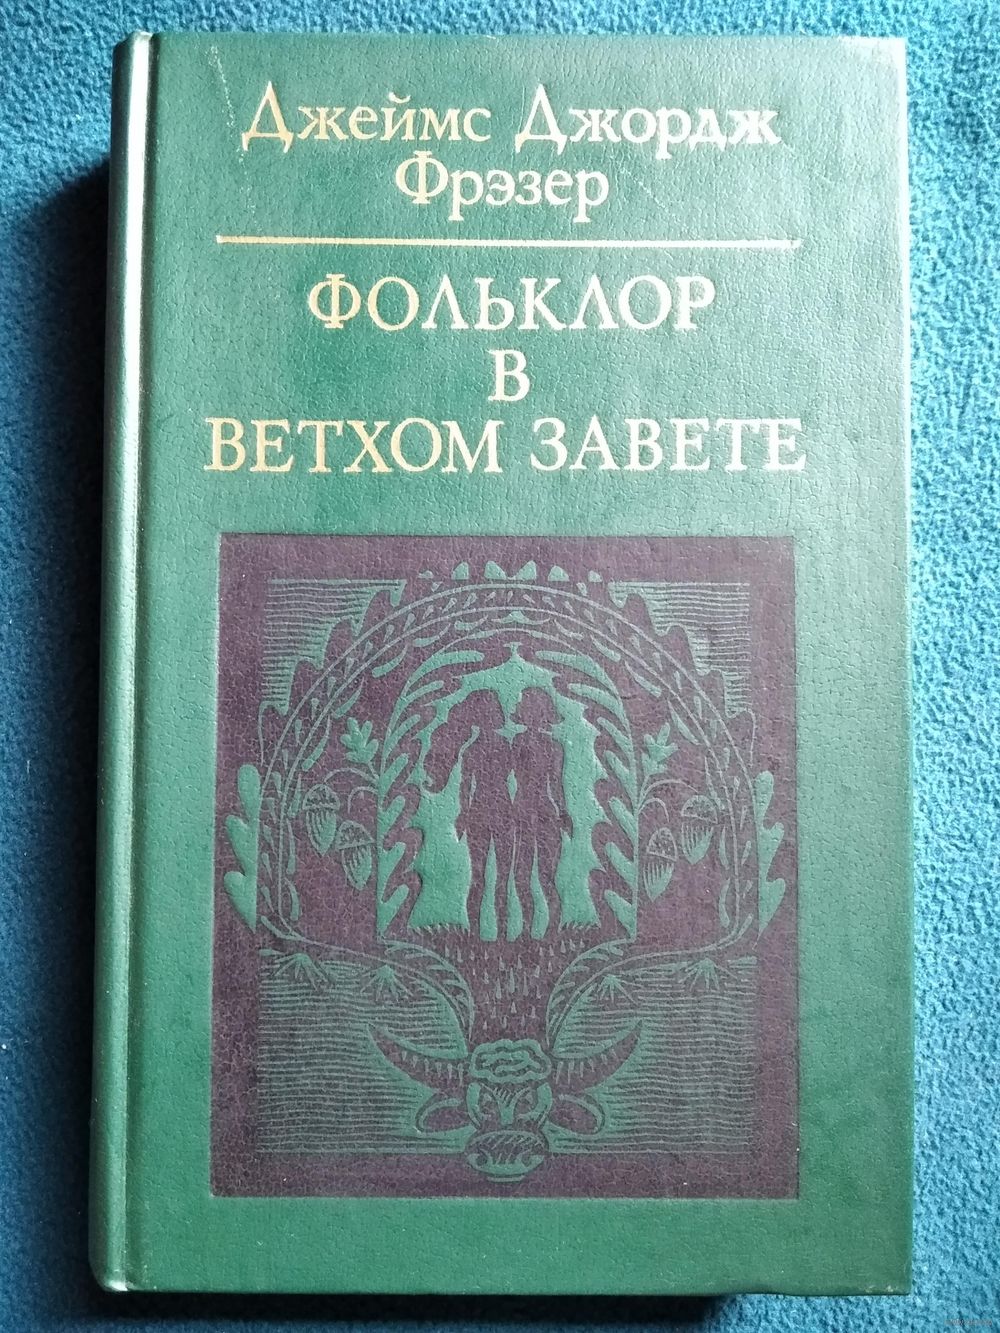 Джеймс Джордж
Фрэзер
ФОЛЬКЛОР
В
ВЕТХОМ ЗАВЕТЕ